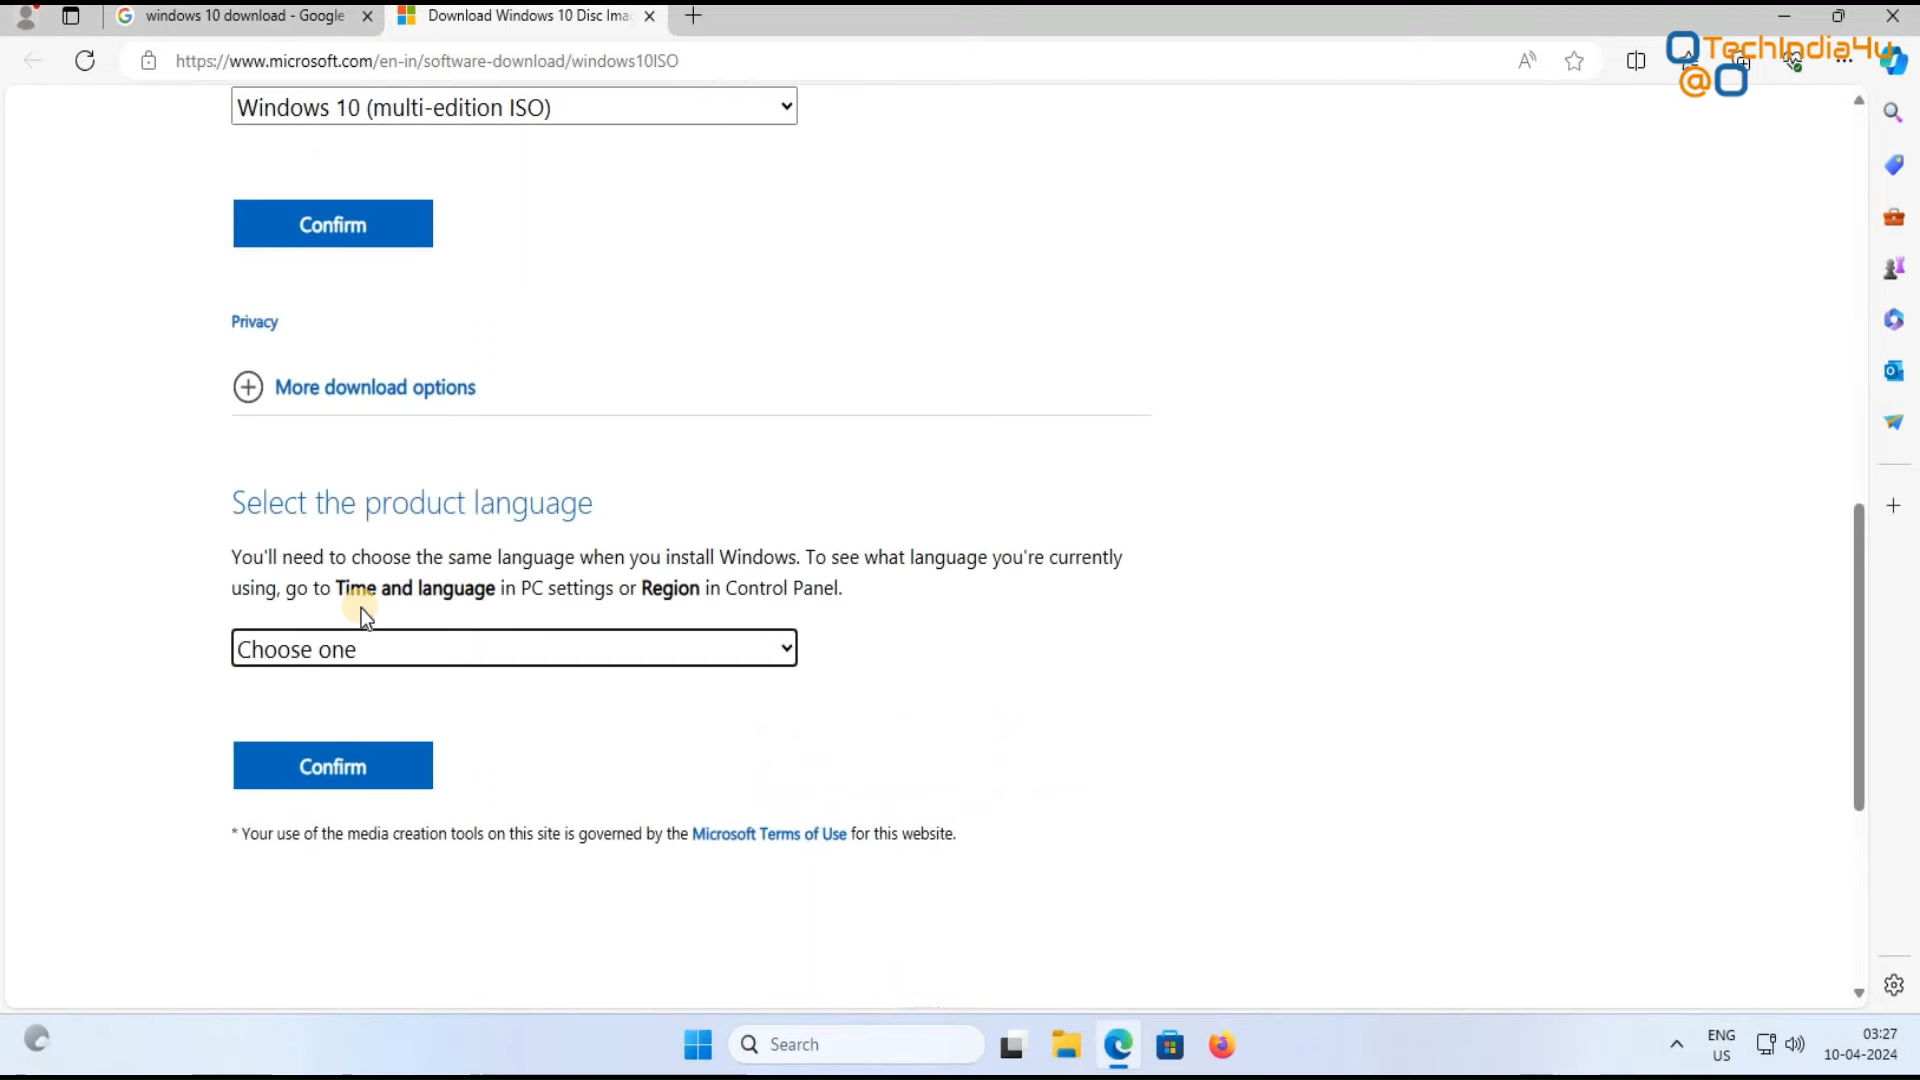 windows 10 download - Google
Download Windows 10 Disc Ima
https://www.microsoft.com/en-in/software-download/windows10ISO
TechIndia4u
@
Windows 10 (multi-edition ISO)
Confirm
Privacy
More download options
Select the product language
You'll need to choose the same language when you install Windows. To see what language you're currently
using, go to Time and language in PC settings or Region in Control Panel.
Choose one
Confirm
* Your use of the media creation tools on this site is governed by the Microsoft Terms of Use for this website.
Search
ENG
US
03:27
10-04-2024